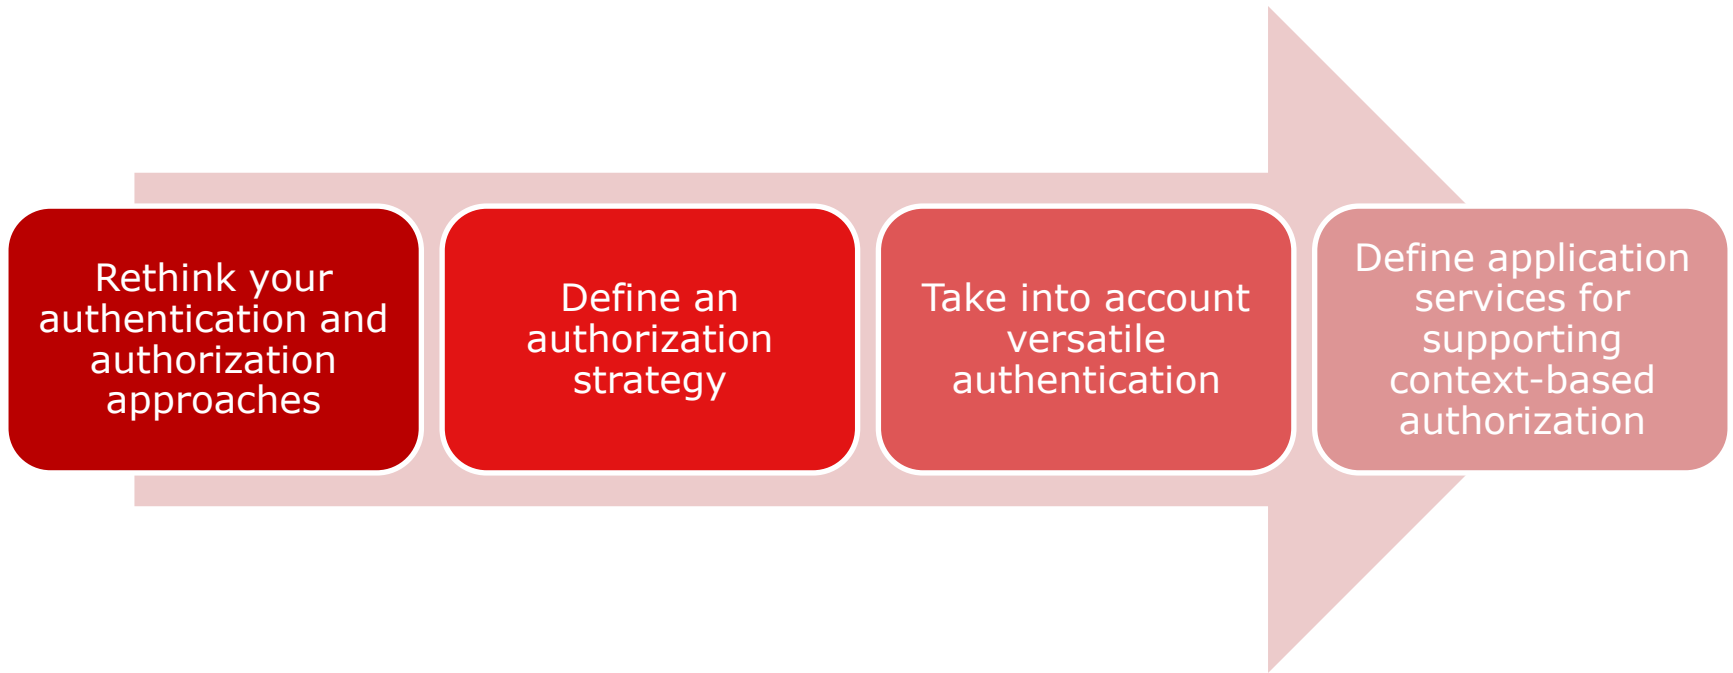 Rethink your
authentication and
authorization
approaches
Define an
authorization
strategy
Take into account
versatile
authentication
Define application
services for
supporting
context-based
authorization